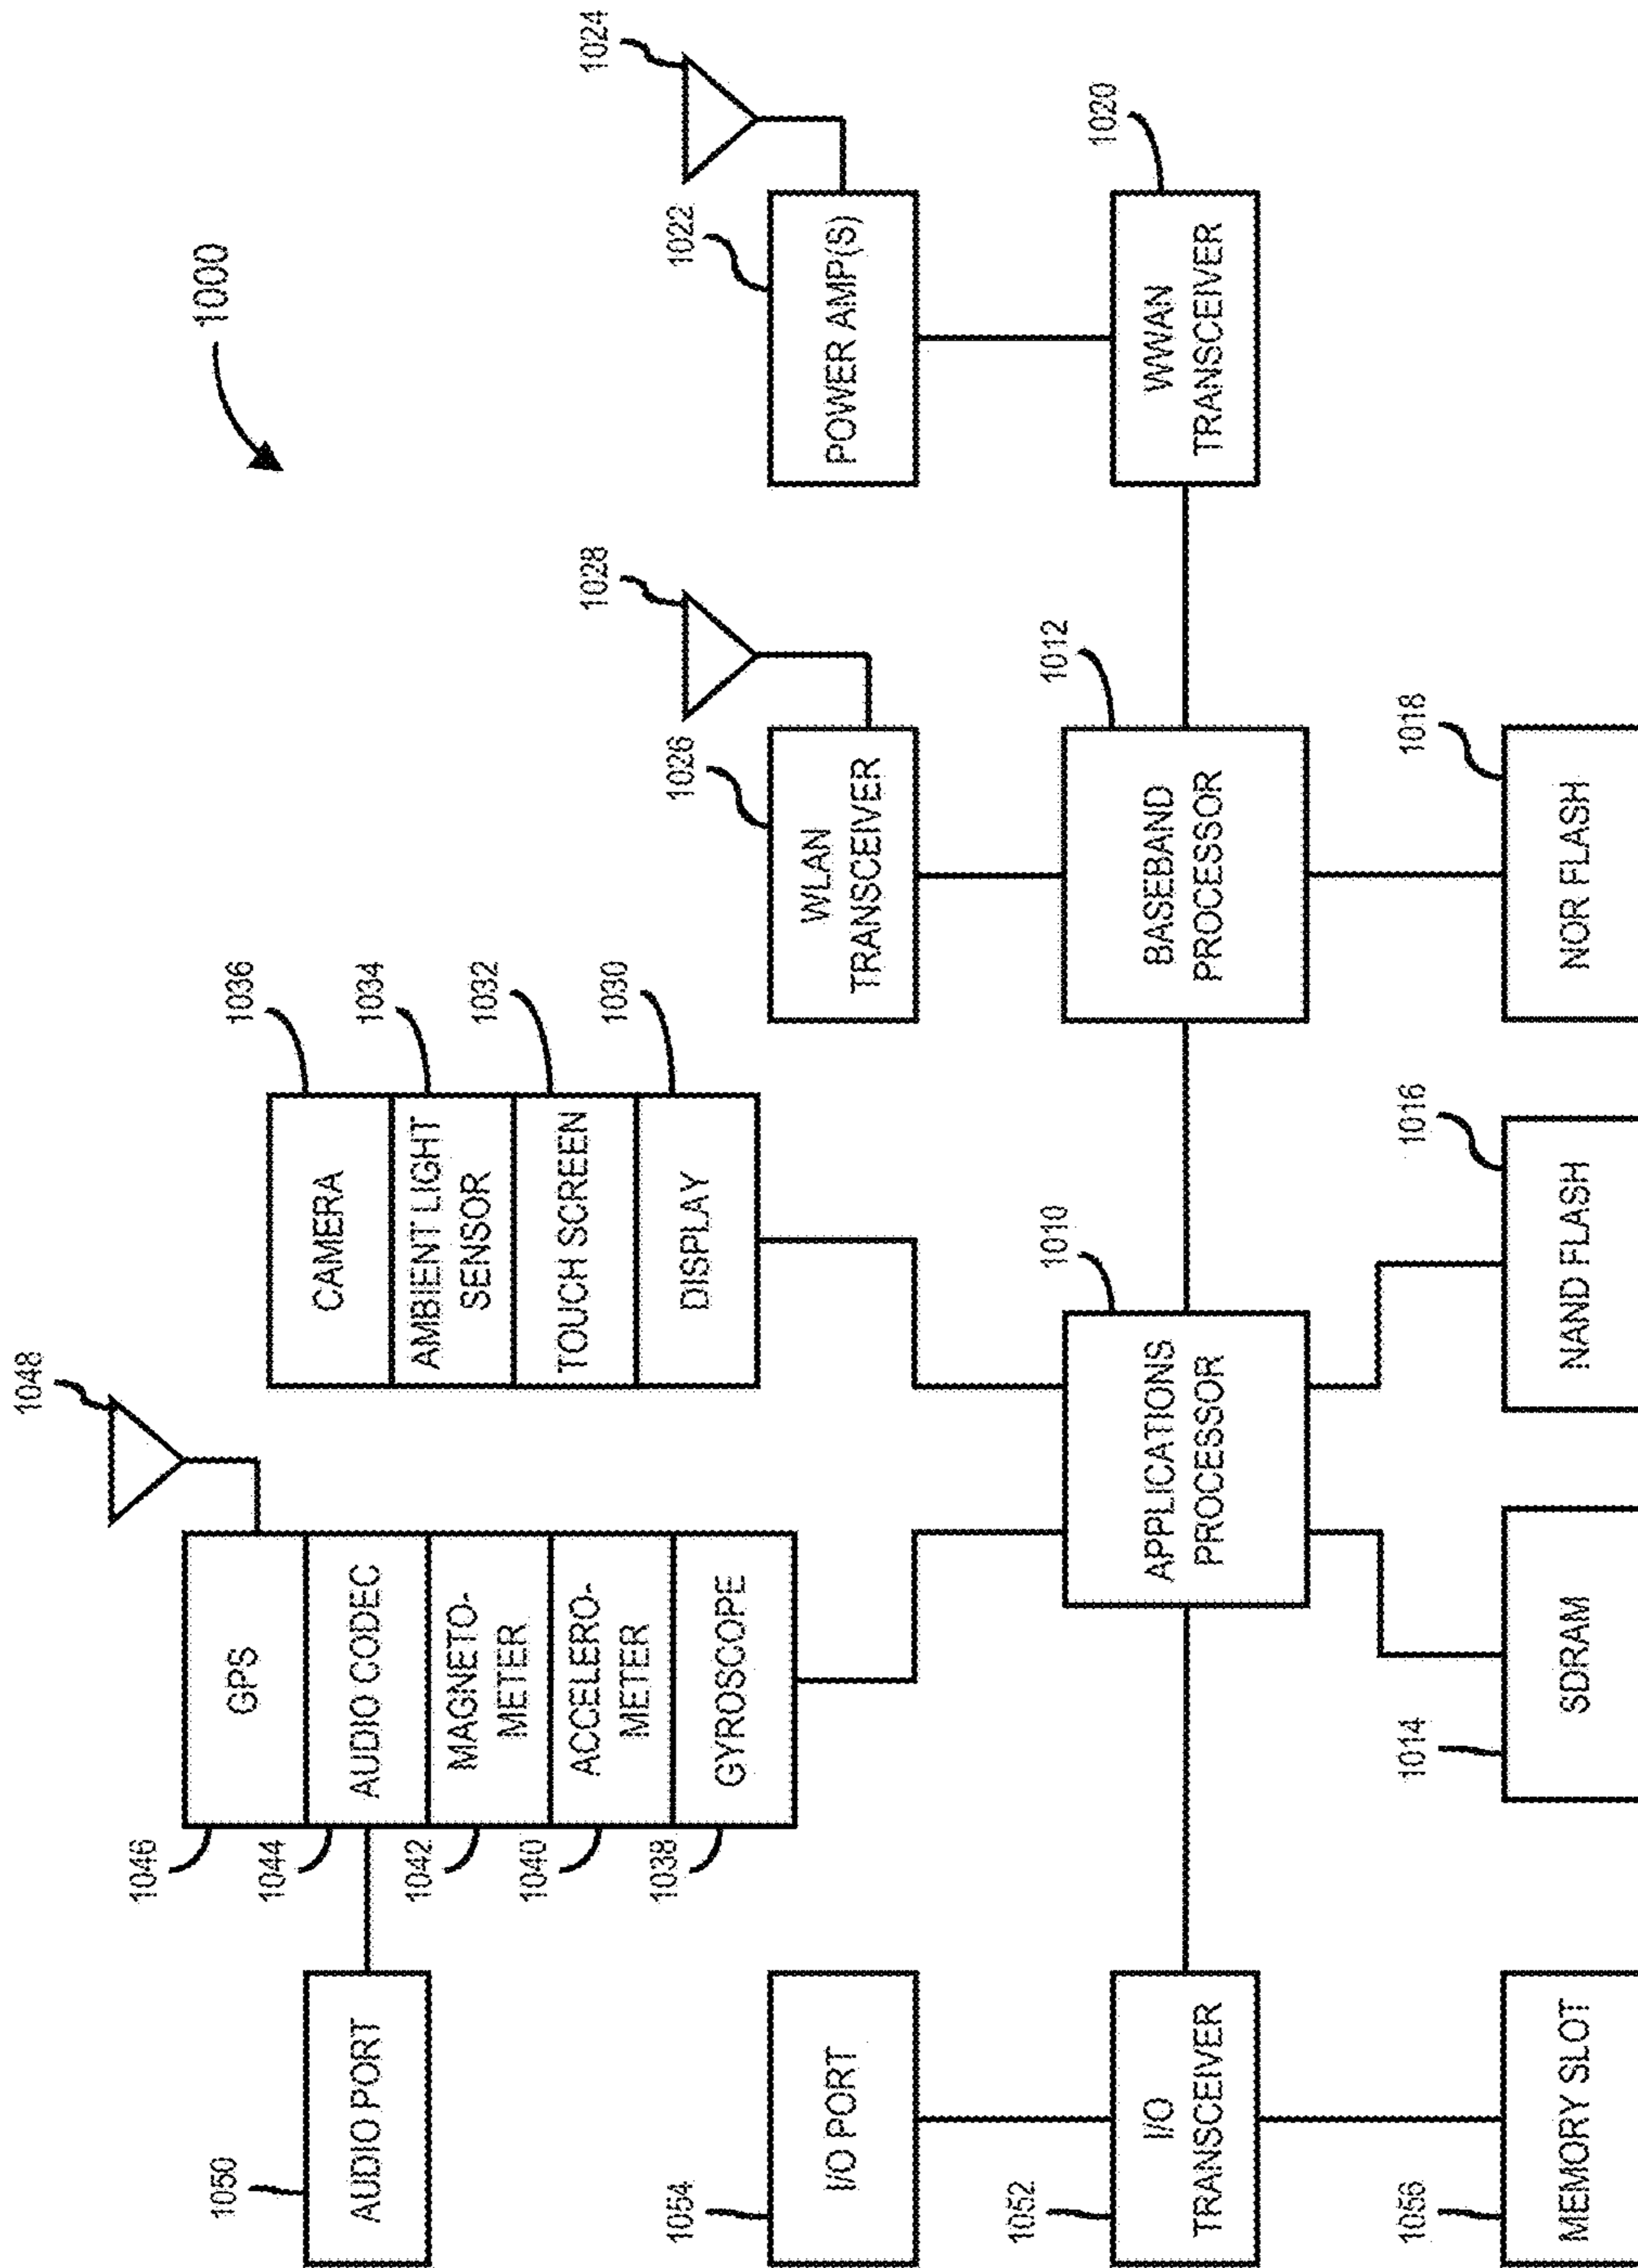 1000
1048
GPS
1046
AUDIO CODEC
1044
MAGNETO-
METER
1042
ACCELERO-
METER
1040
GYROSCOPE
1038
AUDIO PORT
1050
CAMERA
1036
AMBIENT LIGHT
SENSOR
1034
TOUCH SCREEN
1032
DISPLAY
1030
1028
1024
I/O PORT
1054
WLAN
TRANSCEIVER
1026
POWER AMP(S)
1022
I/O
TRANSCEIVER
1052
APPLICATIONS
PROCESSOR
1010
BASEBAND
PROCESSOR
1012
WWAN
TRANSCEIVER
1020
MEMORY SLOT
1056
SDRAM
1014
NAND FLASH
1016
NOR FLASH
1018